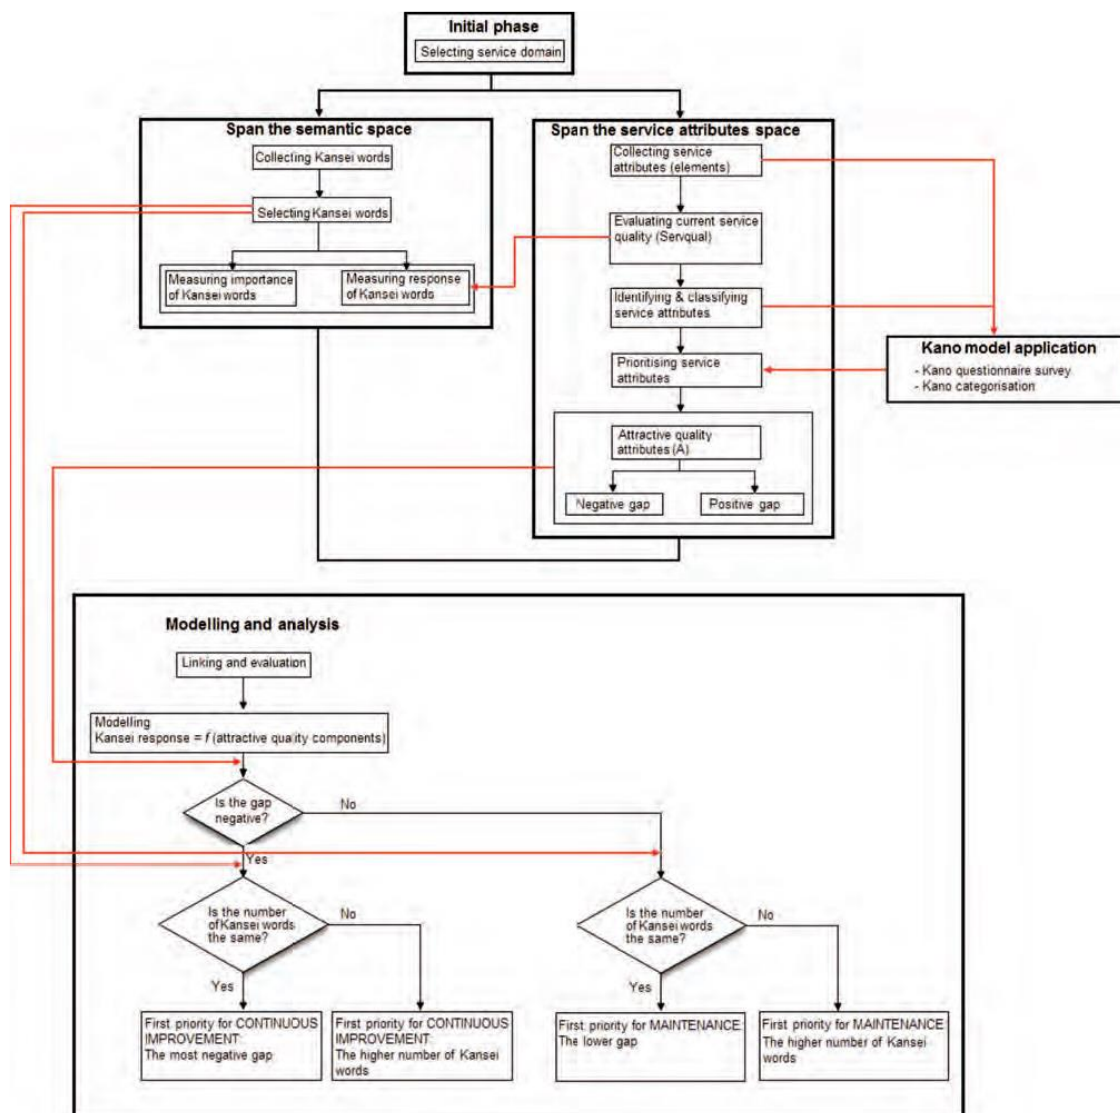 Initial phase
Selecting service domain
Span the semantic space
Collecting Kansei words
Selecting Kansei words
Measuring importance
of Kansei words
Measuring response
of Kansei words
Span the service attributes space
Collecting service
attributes (elements)
Evaluating current service
quality (Servqual)
Identifying & classifying
service attributes
Prioritising service
attributes
Attractive quality
attributes (A)
Negative gap
Positive gap
Kano model application
- Kano questionnaire survey
- Kano categorisation
Modelling and analysis
Linking and evaluation
Modelling
Kansei response = f (attractive quality components)
Is the gap
negative?
No
Yes
Is the number
of Kansei words
the same?
No
Yes
Is the number
of Kansei words
the same?
No
Yes
First priority for CONTINUOUS
IMPROVEMENT:
The most negative gap
First priority for CONTINUOUS
IMPROVEMENT:
The higher number of Kansei
words
First priority for MAINTENANCE:
The lower gap
First priority for MAINTENANCE:
The higher number of Kansei
words